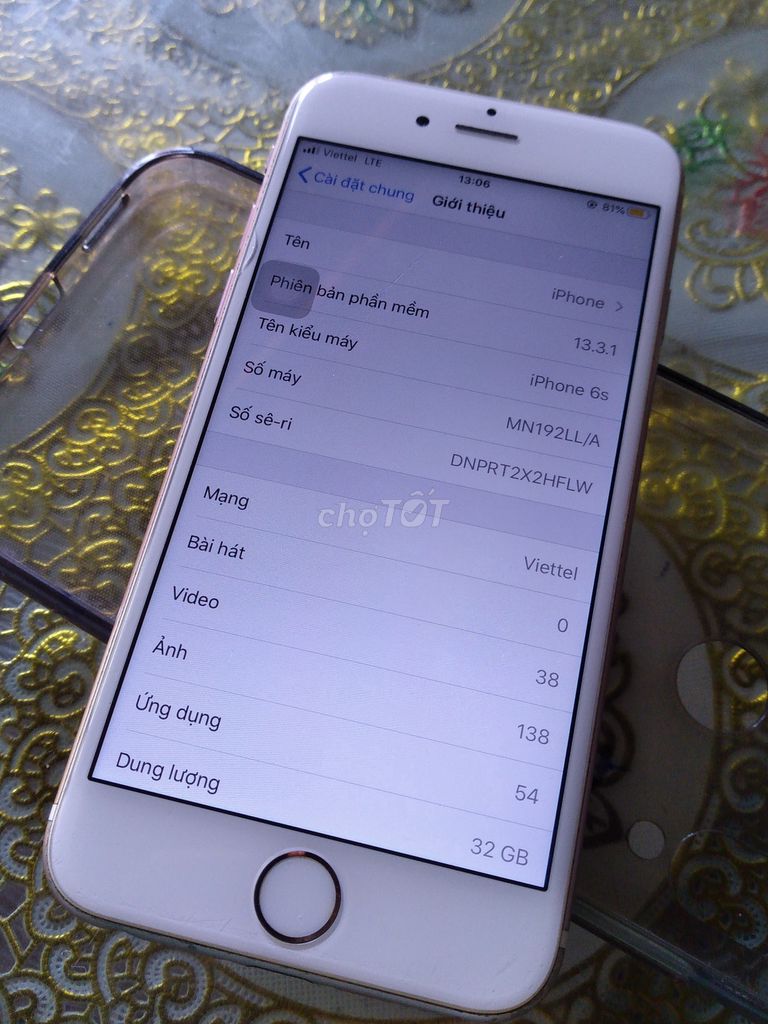 Viettel LTE 13:06 81%
Cài đặt chung Giới thiệu
Tên iPhone
Phiên bản phần mềm 13.3.1
Tên kiểu máy iPhone 6s
Số máy MN192LL/A
Số sê-ri DNPRT2X2HFLW
Mạng Viettel
Bài hát 0
Video 38
Ảnh 138
Ứng dụng 54
Dung lượng 32 GB
chợTỐT